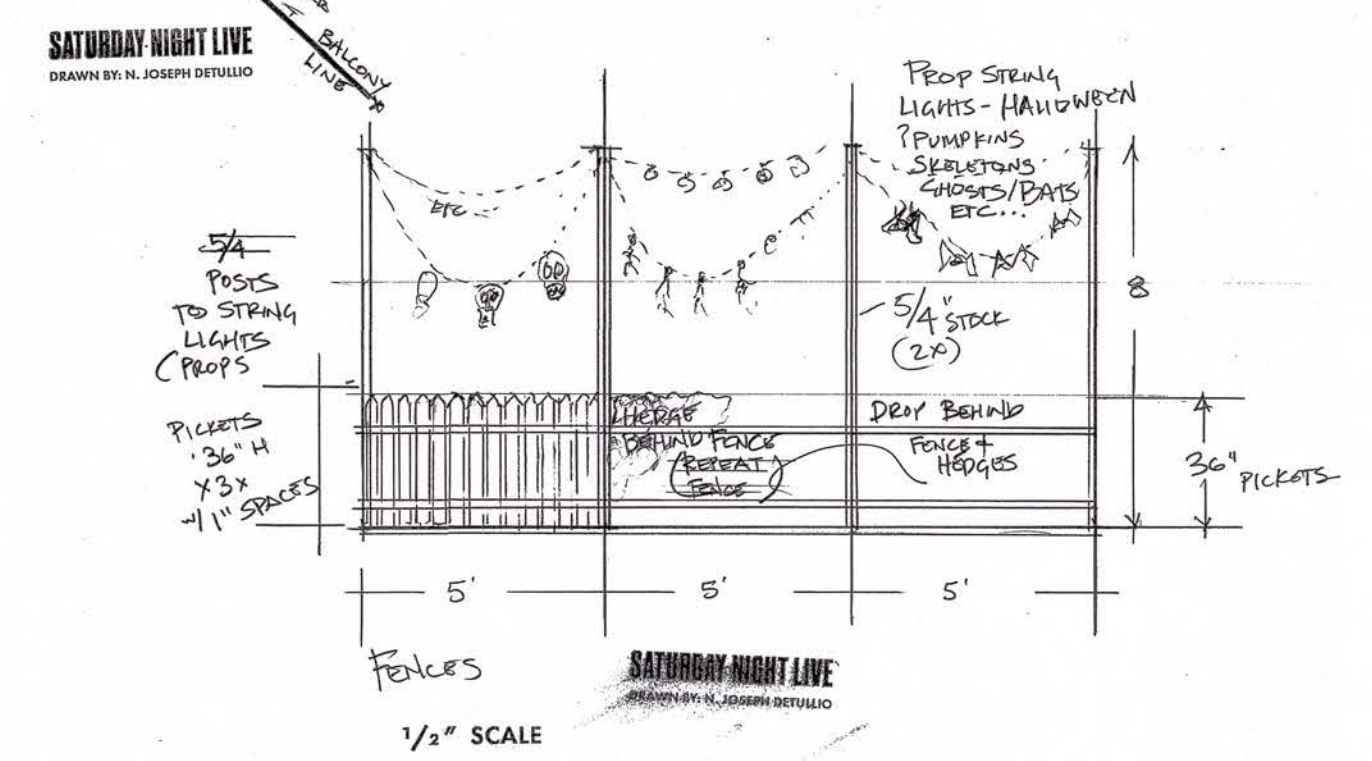 SATURDAY NIGHT LIVE
DRAWN BY: N. JOSEPH DETULLIO
BALCONY
LINE
PROP STRING
LIGHTS - HALLOWEEN
? PUMPKINS
SKELETONS
GHOSTS/BATS
ETC...
ETC
5/4
POSTS
TO STRING
LIGHTS
(PROPS
5/4" STOCK
(2X)
8
PICKETS
36" H
X 3 X
W/ 1" SPACES
HEDGE
BEHIND FENCE
(REPEAT
FENCE)
DROP BEHIND
FENCE +
HEDGES
4
36" PICKETS
5'
5'
5'
FENCES
SATURDAY NIGHT LIVE
DRAWN BY: N. JOSEPH DETULLIO
1/2" SCALE